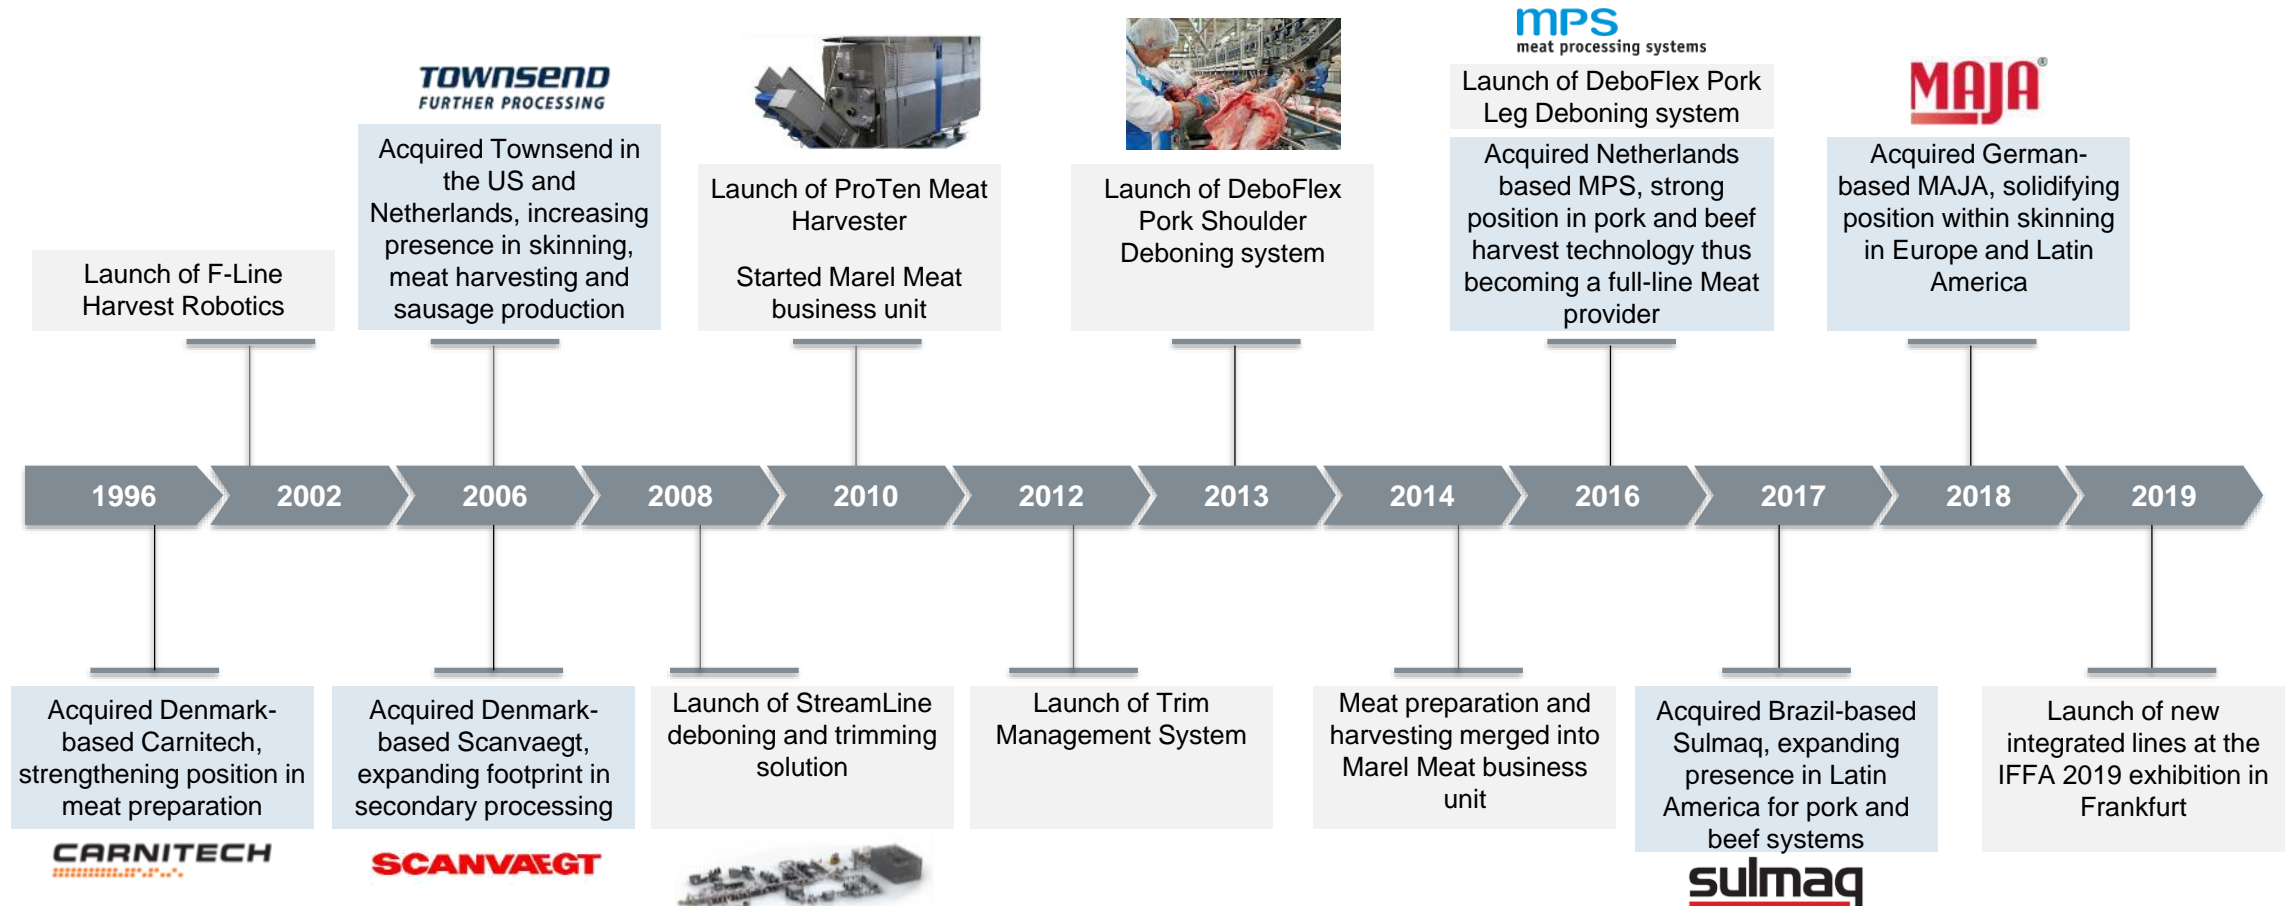 TOWNSEND
FURTHER PROCESSING
mps
meat processing systems
MAJA®
Launch of F-Line
Harvest Robotics
Acquired Townsend in
the US and
Netherlands, increasing
presence in skinning,
meat harvesting and
sausage production
Launch of ProTen Meat
Harvester
Started Marel Meat
business unit
Launch of DeboFlex
Pork Shoulder
Deboning system
Launch of DeboFlex Pork
Leg Deboning system
Acquired Netherlands
based MPS, strong
position in pork and beef
harvest technology thus
becoming a full-line Meat
provider
Acquired German-
based MAJA, solidifying
position within skinning
in Europe and Latin
America
1996
2002
2006
2008
2010
2012
2013
2014
2016
2017
2018
2019
Acquired Denmark-
based Carnitech,
strengthening position in
meat preparation
CARNITECH
Acquired Denmark-
based Scanvaegt,
expanding footprint in
secondary processing
SCANVAEGT
Launch of StreamLine
deboning and trimming
solution
Launch of Trim
Management System
Meat preparation and
harvesting merged into
Marel Meat business
unit
Acquired Brazil-based
Sulmaq, expanding
presence in Latin
America for pork and
beef systems
sulmaq
Launch of new
integrated lines at the
IFFA 2019 exhibition in
Frankfurt